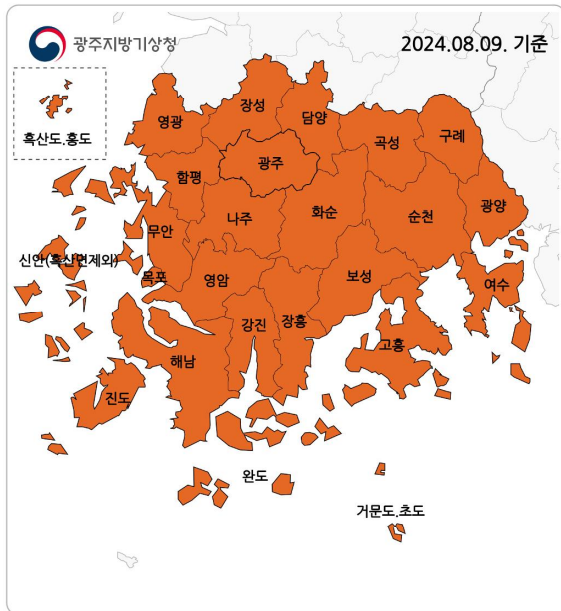 광주지방기상청
2024.08.09. 기준
흑산도.홍도
영광
장성
담양
곡성
구례
함평
광주
나주
화순
순천
광양
무안
신안(흑산면제외)
목포
영암
보성
여수
강진
장흥
고흥
해남
진도
완도
거문도.초도